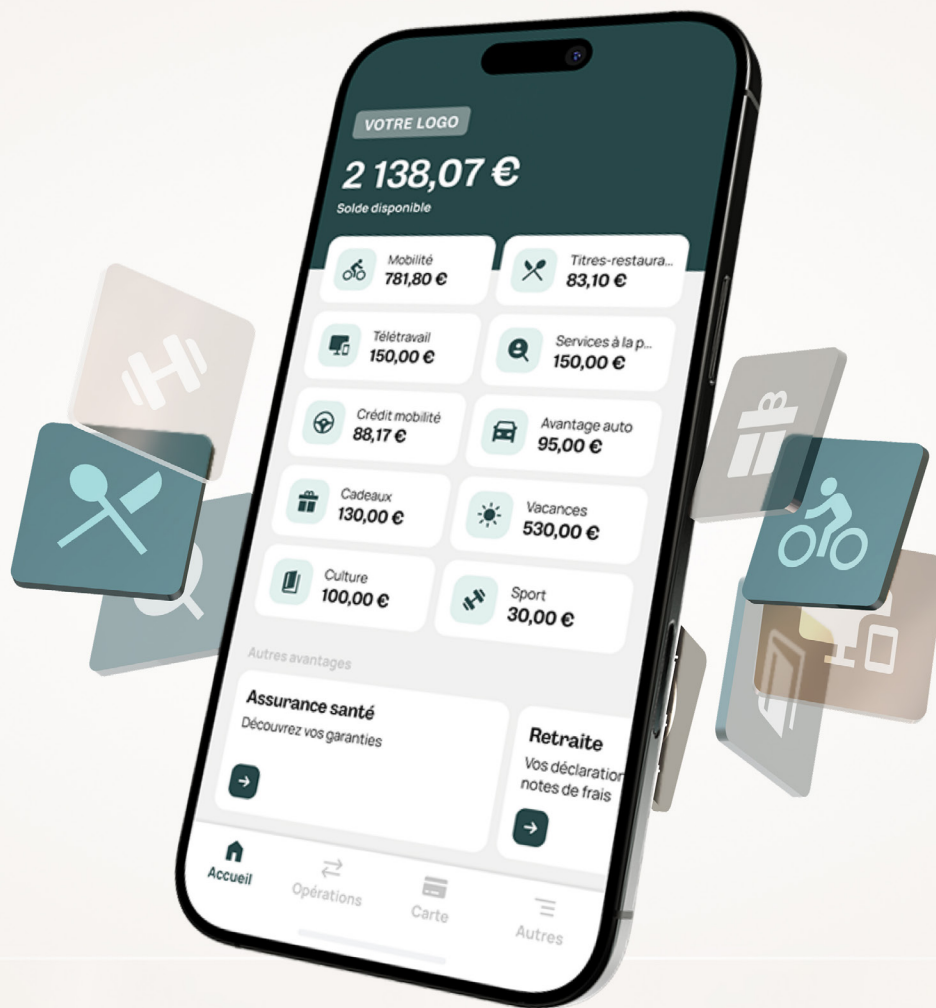 VOTRE LOGO
2 138,07 €
Solde disponible
Mobilité
781,80 €
Titres-restaura...
83,10 €
Télétravail
150,00 €
Services à la p...
150,00 €
Crédit mobilité
88,17 €
Avantage auto
95,00 €
Cadeaux
130,00 €
Vacances
530,00 €
Culture
100,00 €
Sport
30,00 €
Autres avantages
Assurance santé
Découvrez vos garanties
Retraite
Vos déclaration
notes de frais
Accueil
Opérations
Carte
Autres